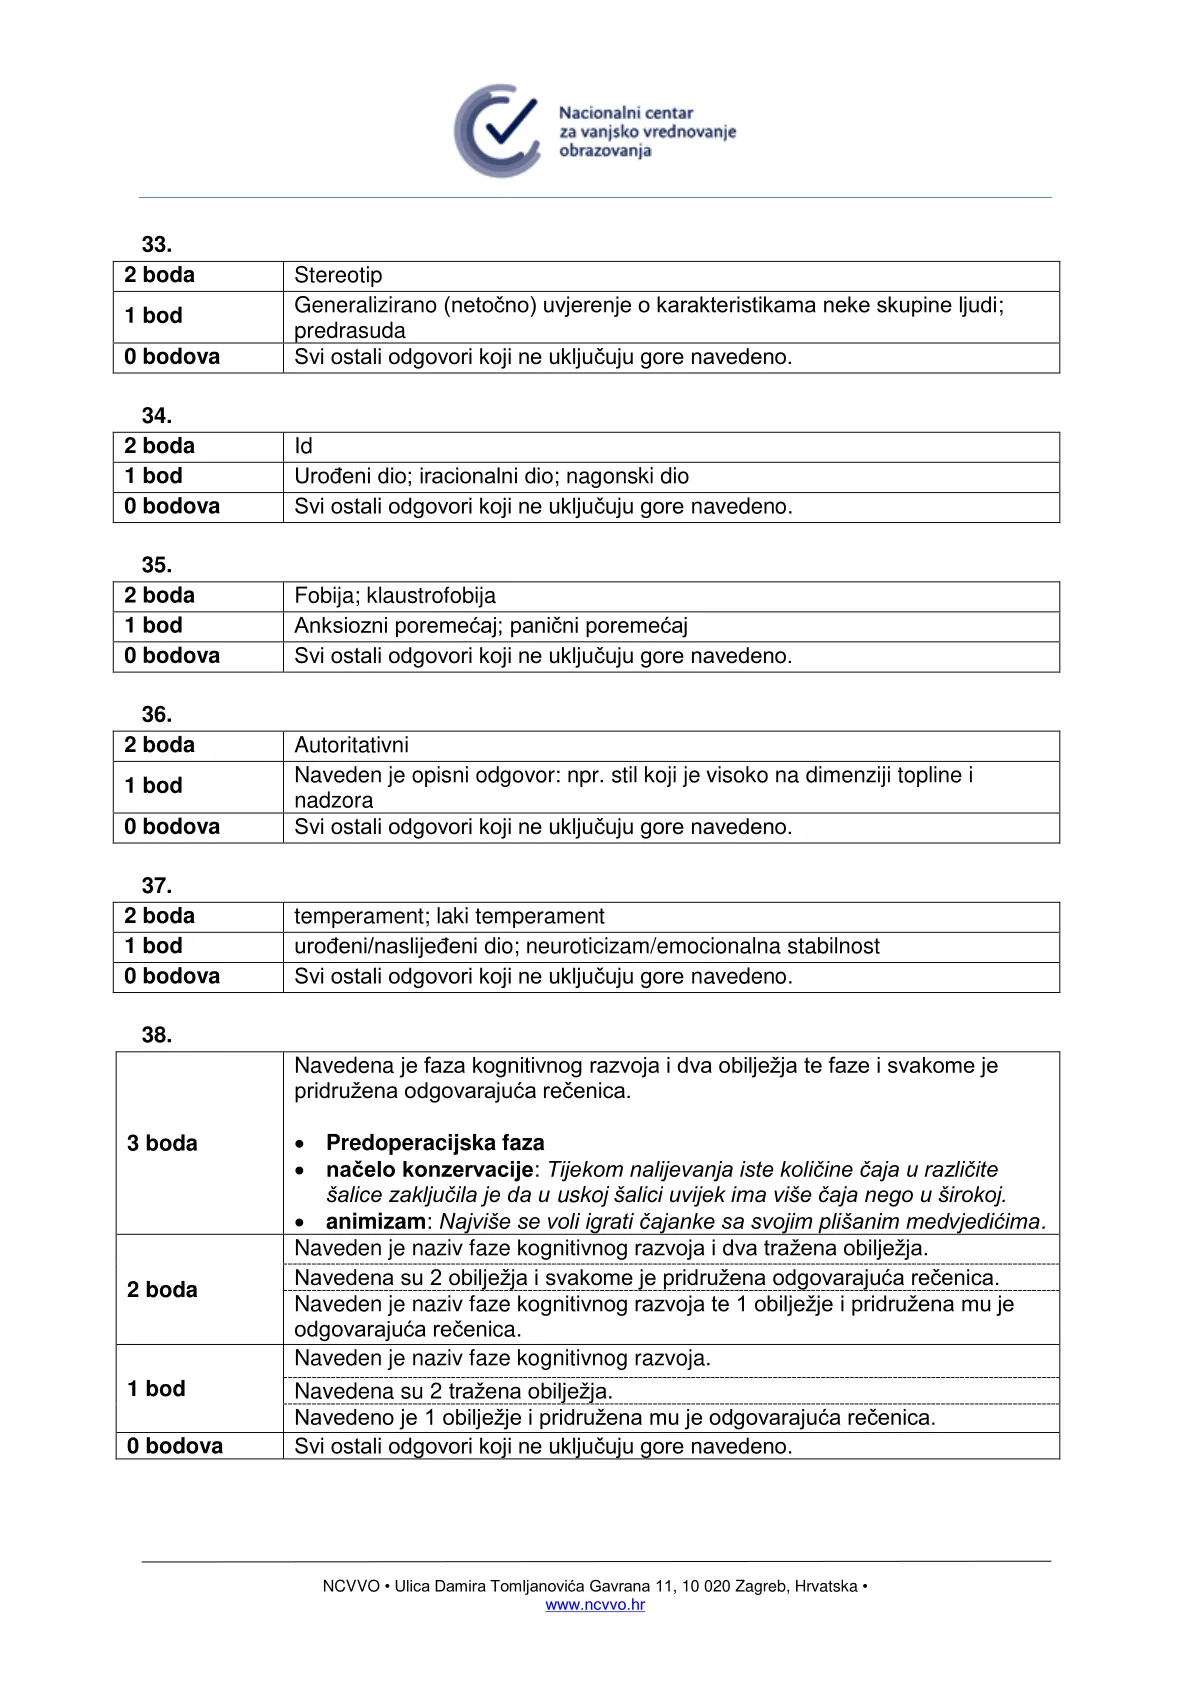 Nacionalni centar
za vanjsko vrednovanje
obrazovanja
33.
2 boda Stereotip
1 bod Generalizirano (netočno) uvjerenje o karakteristikama neke skupine ljudi;
predrasuda
0 bodova Svi ostali odgovori koji ne uključuju gore navedeno.
34.
2 boda Id
1 bod Urođeni dio; iracionalni dio; nagonski dio
0 bodova Svi ostali odgovori koji ne uključuju gore navedeno.
35.
2 boda Fobija; klaustrofobija
1 bod Anksiozni poremećaj; panični poremećaj
0 bodova Svi ostali odgovori koji ne uključuju gore navedeno.
36.
2 boda Autoritativni
1 bod Naveden je opisni odgovor: npr. stil koji je visoko na dimenziji topline i
nadzora
0 bodova Svi ostali odgovori koji ne uključuju gore navedeno.
37.
2 boda temperament; laki temperament
1 bod urođeni/naslijeđeni dio; neuroticizam/emocionalna stabilnost
0 bodova Svi ostali odgovori koji ne uključuju gore navedeno.
38.
3 boda Navedena je faza kognitivnog razvoja i dva obilježja te faze i svakome je
pridružena odgovarajuća rečenica.
• Predoperacijska faza
• načelo konzervacije: Tijekom nalijevanja iste količine čaja u različite
šalice zaključila je da u uskoj šalici uvijek ima više čaja nego u širokoj.
• animizam: Najviše se voli igrati čajanke sa svojim plišanim medvjedićima.
2 boda Naveden je naziv faze kognitivnog razvoja i dva tražena obilježja.
Navedena su 2 obilježja i svakome je pridružena odgovarajuća rečenica.
Naveden je naziv faze kognitivnog razvoja te 1 obilježje i pridružena mu je
odgovarajuća rečenica.
1 bod Naveden je naziv faze kognitivnog razvoja.
Navedena su 2 tražena obilježja.
Navedeno je 1 obilježje i pridružena mu je odgovarajuća rečenica.
0 bodova Svi ostali odgovori koji ne uključuju gore navedeno.
NCVVO • Ulica Damira Tomljanovića Gavrana 11, 10 020 Zagreb, Hrvatska •
www.ncvvo.hr